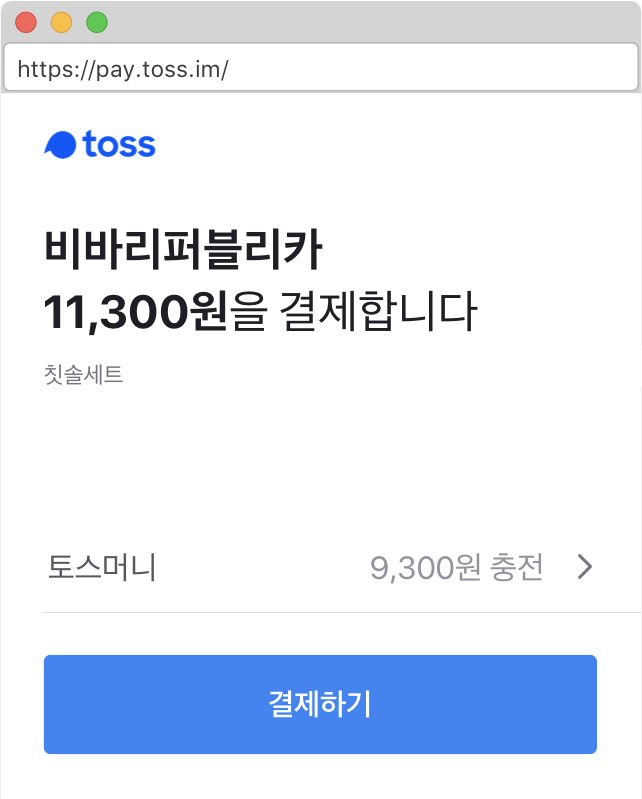 https://pay.toss.im/
toss
비바리퍼블리카
11,300원을 결제합니다
칫솔세트
토스머니 9,300원 충전
결제하기